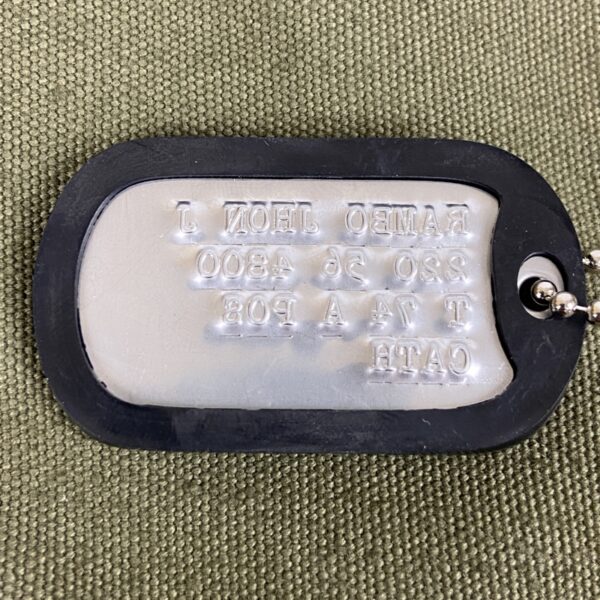 RAMBO JHON J
220 56 4800
T 74 A POS
CATH